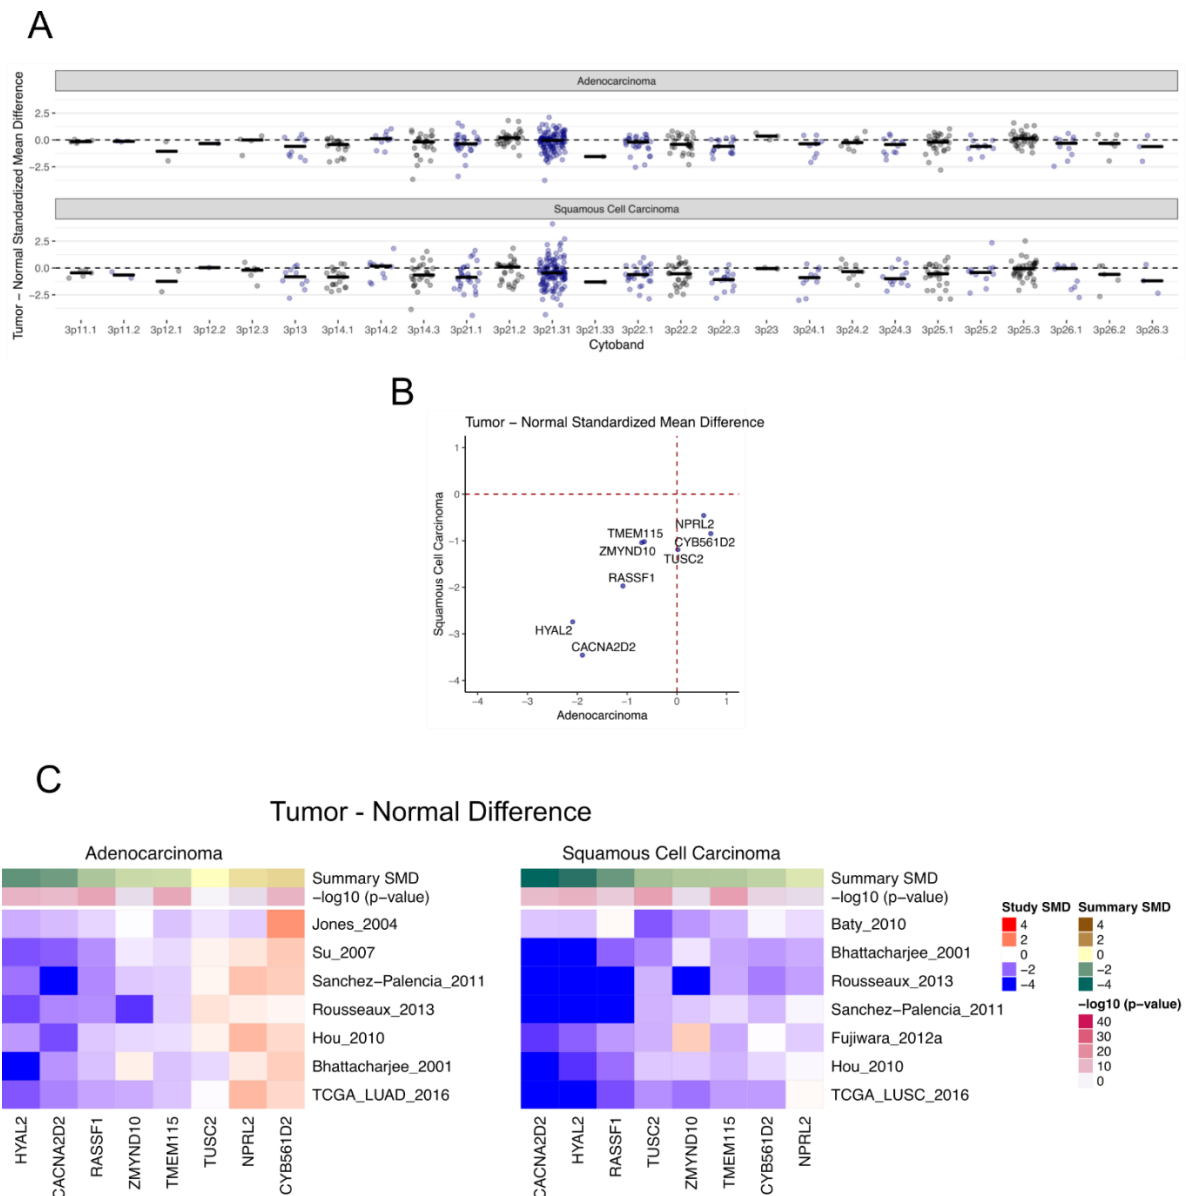 A
Tumor – Normal Standardized Mean Difference
Adenocarcinoma
2.5
0.0
−2.5
Squamous Cell Carcinoma
2.5
0.0
−2.5
3p11.1 3p11.2 3p12.1 3p12.2 3p12.3 3p13 3p14.1 3p14.2 3p14.3 3p21.1 3p21.2 3p21.31 3p21.33 3p22.1 3p22.2 3p22.3 3p23 3p24.1 3p24.2 3p24.3 3p25.1 3p25.2 3p25.3 3p26.1 3p26.2 3p26.3
Cytoband
B
Tumor – Normal Standardized Mean Difference
Squamous Cell Carcinoma
1
0
−1
−2
−3
−4
NPRL2
TMEM115
CYB561D2
ZMYND10
TUSC2
RASSF1
HYAL2
CACNA2D2
−4 −3 −2 −1 0 1
Adenocarcinoma
C
Tumor - Normal Difference
Adenocarcinoma
Summary SMD
-log10 (p-value)
Jones_2004
Su_2007
Sanchez-Palencia_2011
Rousseaux_2013
Hou_2010
Bhattacharjee_2001
TCGA_LUAD_2016
HYAL2
CACNA2D2
RASSF1
ZMYND10
TMEM115
TUSC2
NPRL2
CYB561D2
Squamous Cell Carcinoma
Summary SMD
-log10 (p-value)
Baty_2010
Bhattacharjee_2001
Rousseaux_2013
Sanchez-Palencia_2011
Fujiwara_2012a
Hou_2010
TCGA_LUSC_2016
CACNA2D2
HYAL2
RASSF1
TUSC2
ZMYND10
TMEM115
CYB561D2
NPRL2
Study SMD
4
2
0
−2
−4
Summary SMD
4
2
0
−2
−4
-log10 (p-value)
40
30
20
10
0